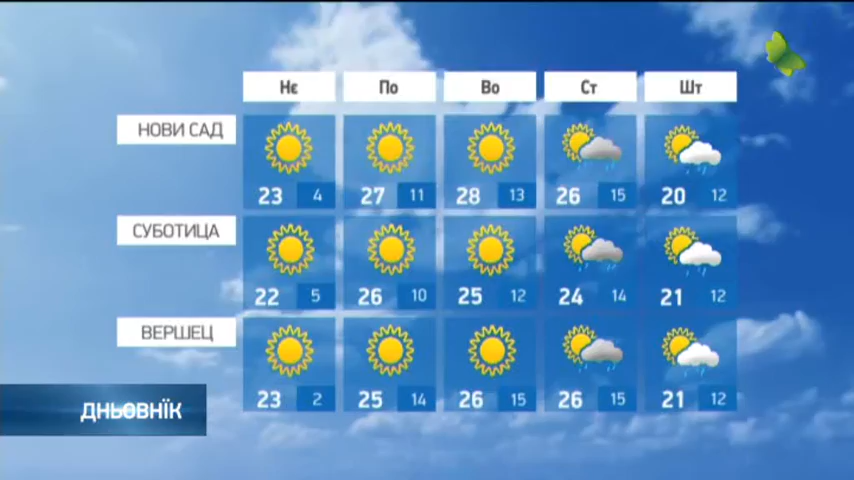 Нє По Во Ст Шт
НОВИ САД
23 4 27 11 28 13 26 15 20 12
СУБОТИЦА
22 5 26 10 25 12 24 14 21 12
ВЕРШЕЦ
23 2 25 14 26 15 26 15 21 12
ДНЬОВНЇК